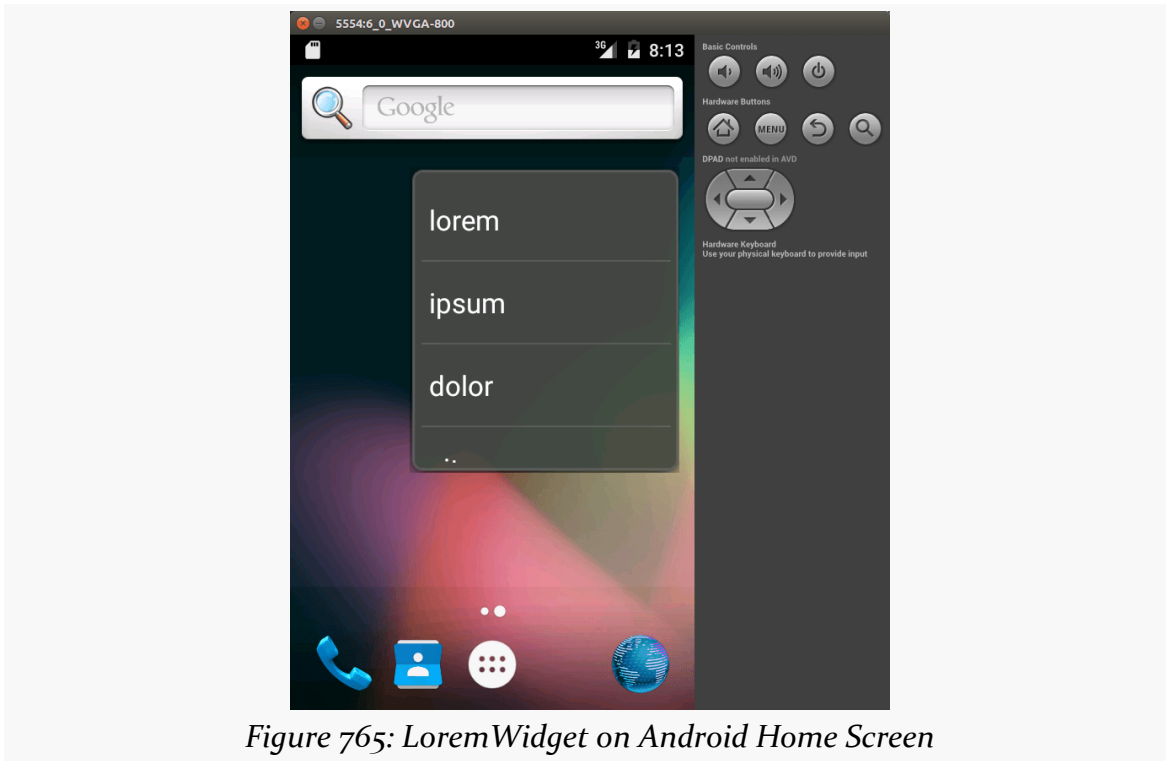 5554:6_0_WVGA-800
3G 8:13
Google
lorem
ipsum
dolor
Basic Controls
Hardware Buttons
MENU
DPAD not enabled in AVD
Hardware Keyboard
Use your physical keyboard to provide input
Figure 765: LoremWidget on Android Home Screen